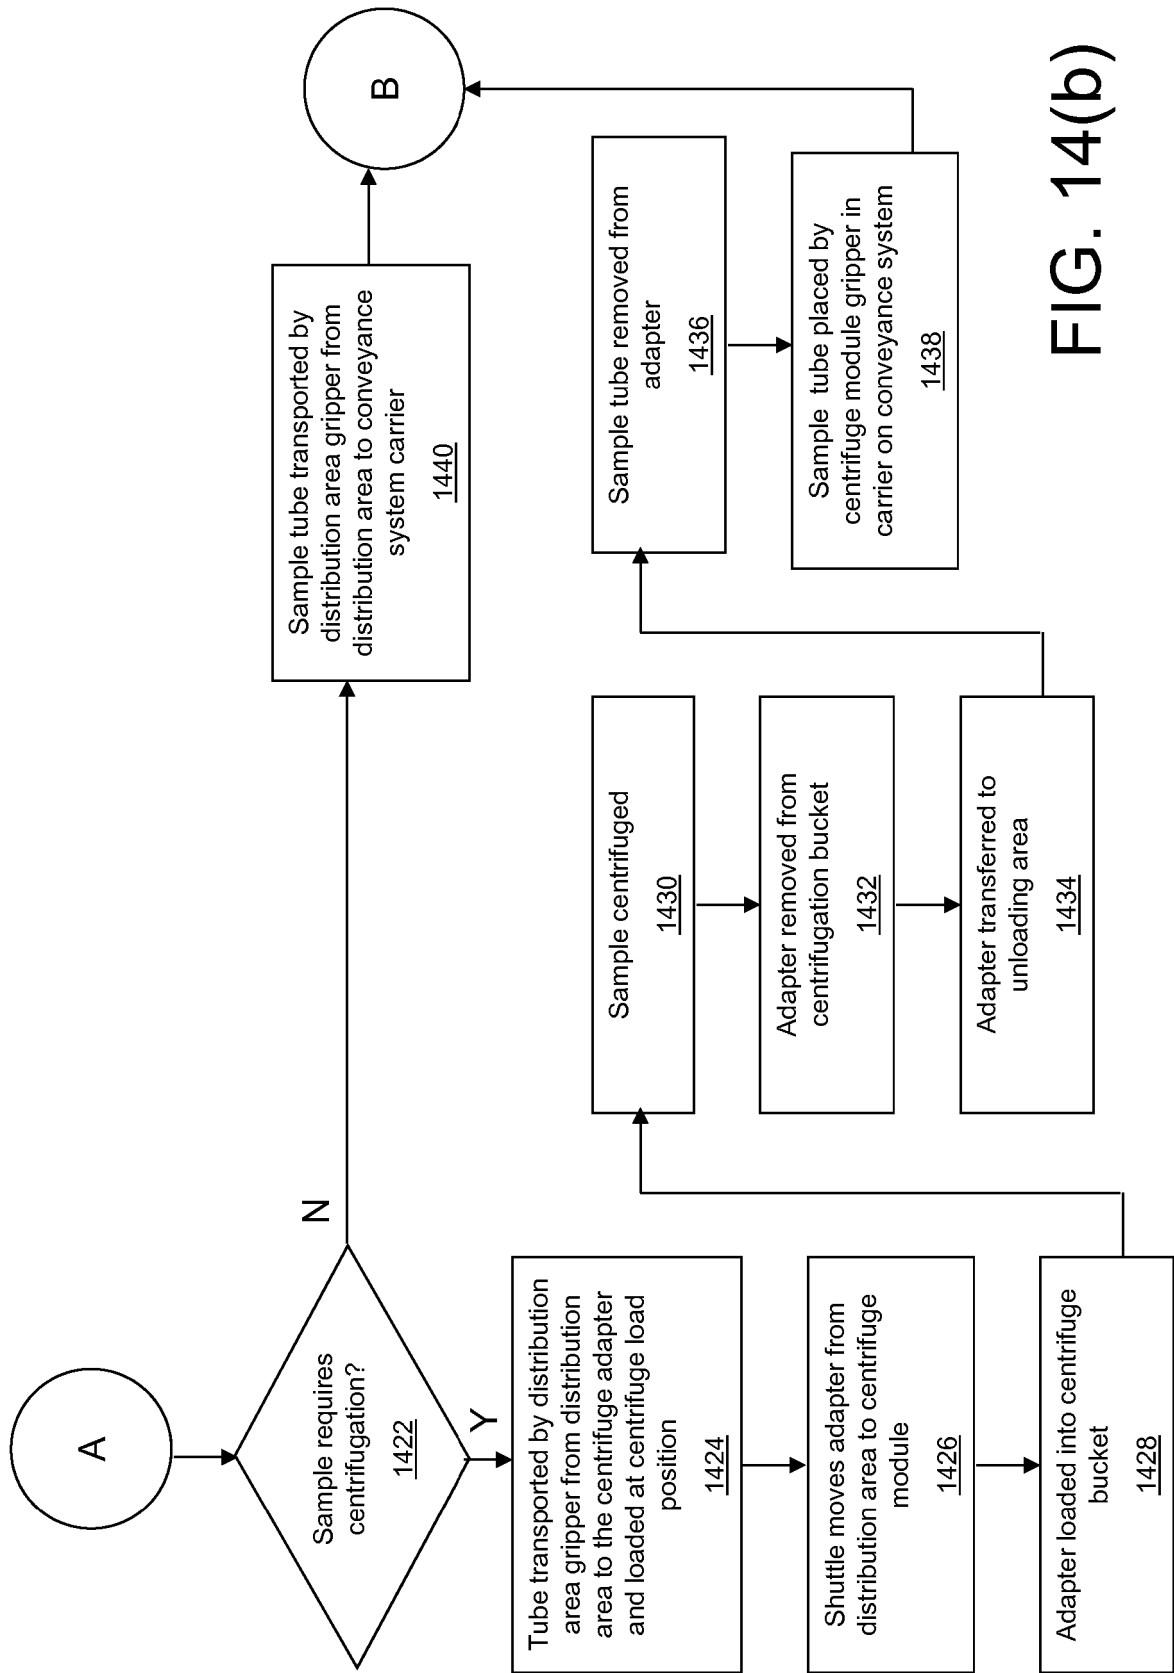 A
Sample requires
centrifugation?
1422
N
Y
Tube transported by distribution
area gripper from distribution
area to the centrifuge adapter
and loaded at centrifuge load
position
1424
Shuttle moves adapter from
distribution area to centrifuge
module
1426
Adapter loaded into centrifuge
bucket
1428
Sample centrifuged
1430
Adapter removed from
centrifugation bucket
1432
Adapter transferred to
unloading area
1434
Sample tube removed from
adapter
1436
Sample tube placed by
centrifuge module gripper in
carrier on conveyance system
1438
Sample tube transported by
distribution area gripper from
distribution area to conveyance
system carrier
1440
B
FIG. 14(b)